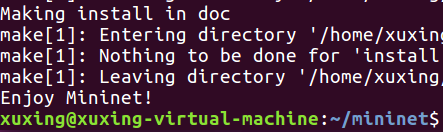 Making install in doc
make[1]: Entering directory '/home/xuxing
make[1]: Nothing to be done for 'install
make[1]: Leaving directory '/home/xuxing
Enjoy Mininet!
xuxing@xuxing-virtual-machine:~/mininet$